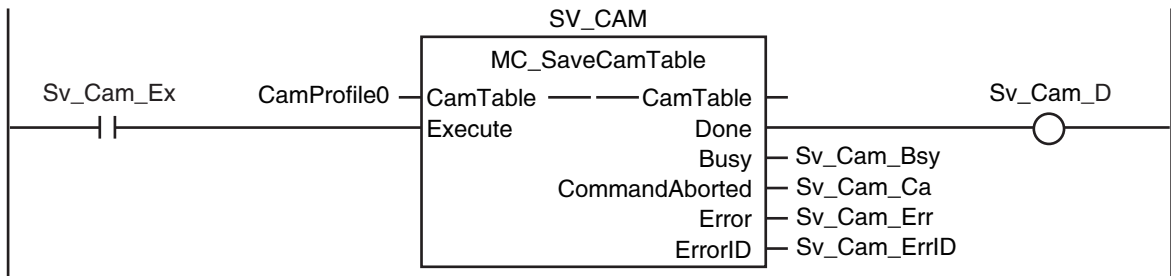 SV_CAM
MC_SaveCamTable
Sv_Cam_Ex CamProfile0 CamTable CamTable Sv_Cam_D
Execute Done
Busy Sv_Cam_Bsy
CommandAborted Sv_Cam_Ca
Error Sv_Cam_Err
ErrorID Sv_Cam_ErrID